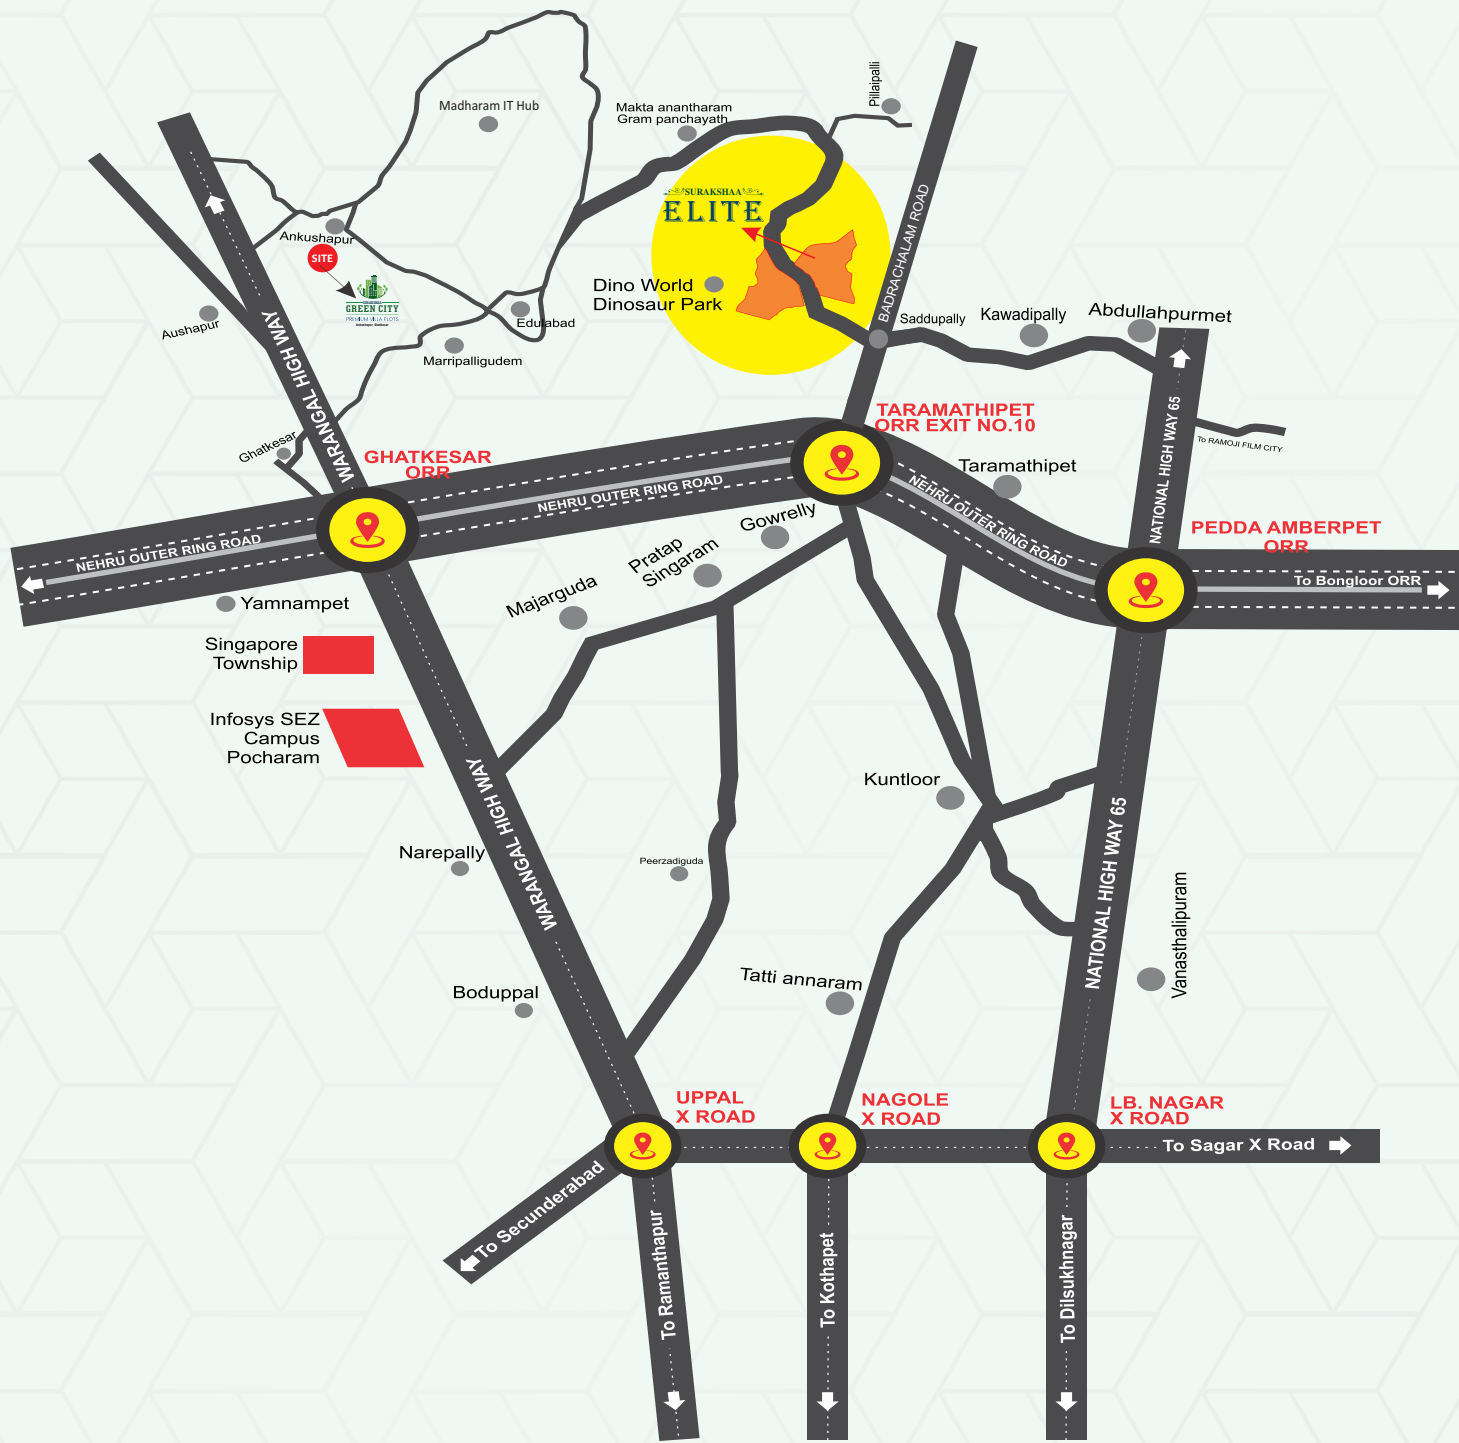 Pillaipalli
Madharam IT Hub
Makta anantharam
Gram panchayath
SURAKSHAA
ELITE
BADRACHALAM ROAD
Ankushapur
SITE
GREEN CITY
PREMIUM VILLA PLOTS
Dino World
Dinosaur Park
Aushapur
Edulabad
Marripalligudem
Saddupally
Kawadipally
Abdullahpurmet
WARANGAL HIGH WAY
NATIONAL HIGH WAY 65
To RAMOJI FILM CITY
Ghatkesar
GHATKESAR
ORR
TARAMATHIPET
ORR EXIT NO.10
Taramathipet
NEHRU OUTER RING ROAD
NEHRU OUTER RING ROAD
NEHRU OUTER RING ROAD
PEDDA AMBERPET
ORR
To Bongloor ORR
Gowrelly
Pratap
Singaram
Majarguda
Yamnampet
Singapore
Township
Infosys SEZ
Campus
Pocharam
WARANGAL HIGH WAY
Kuntloor
NATIONAL HIGH WAY 65
Narepally
Peerzadiguda
Vanasthalipuram
Boduppal
Tatti annaram
UPPAL
X ROAD
NAGOLE
X ROAD
LB. NAGAR
X ROAD
To Sagar X Road
To Secunderabad
To Ramanthapur
To Kothapet
To Dilsukhnagar